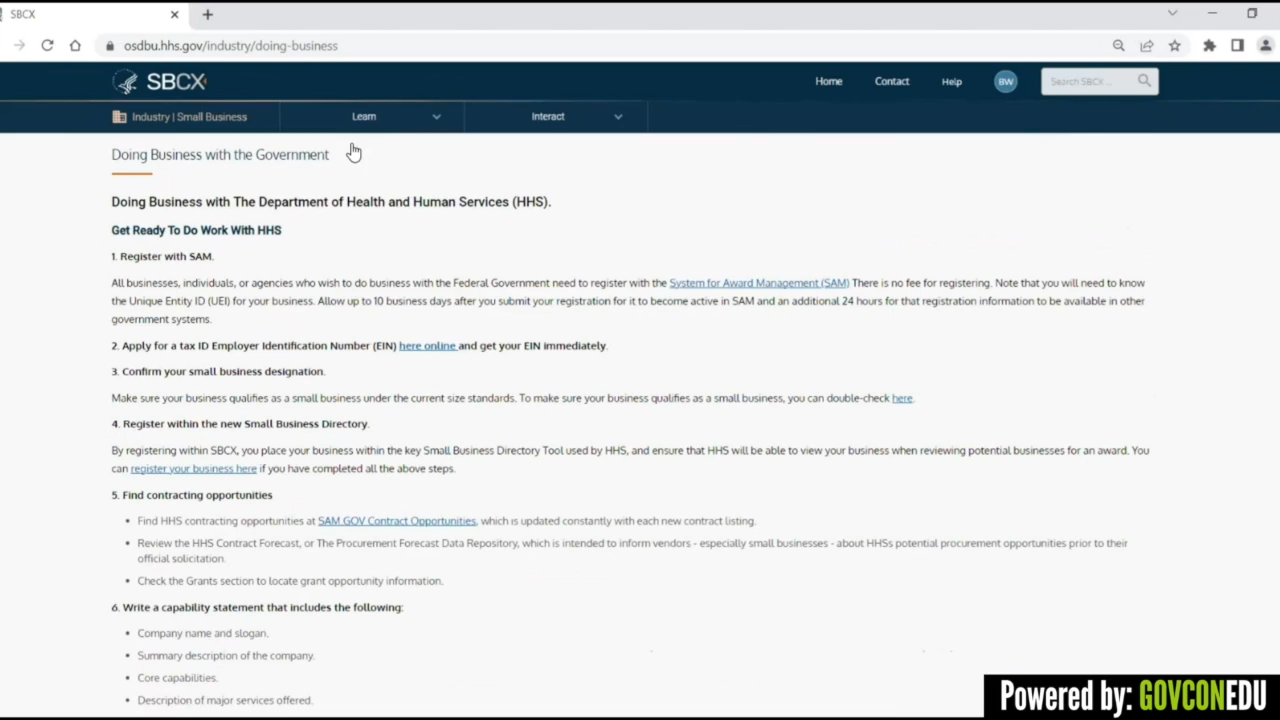 SBCX
osdbu.hhs.gov/industry/doing-business
SBCX
Home
Contact
Help
BW
Search SBCX ...
Industry | Small Business
Learn
Interact
Doing Business with the Government
Doing Business with The Department of Health and Human Services (HHS).
Get Ready To Do Work With HHS
1. Register with SAM.
All businesses, individuals, or agencies who wish to do business with the Federal Government need to register with the System for Award Management (SAM) There is no fee for registering. Note that you will need to know
the Unique Entity ID (UEI) for your business. Allow up to 10 business days after you submit your registration for it to become active in SAM and an additional 24 hours for that registration information to be available in other
government systems.
2. Apply for a tax ID Employer Identification Number (EIN) here online and get your EIN immediately.
3. Confirm your small business designation.
Make sure your business qualifies as a small business under the current size standards. To make sure your business qualifies as a small business, you can double-check here.
4. Register within the new Small Business Directory.
By registering within SBCX, you place your business within the key Small Business Directory Tool used by HHS, and ensure that HHS will be able to view your business when reviewing potential businesses for an award. You
can register your business here if you have completed all the above steps.
5. Find contracting opportunities
• Find HHS contracting opportunities at SAM GOV Contract Opportunities, which is updated constantly with each new contract listing.
• Review the HHS Contract Forecast, or The Procurement Forecast Data Repository, which is intended to inform vendors - especially small businesses - about HHSs potential procurement opportunities prior to their
official solicitation.
• Check the Grants section to locate grant opportunity information.
6. Write a capability statement that includes the following:
• Company name and slogan.
• Summary description of the company.
• Core capabilities.
• Description of major services offered.
Powered by: GOVCONEDU